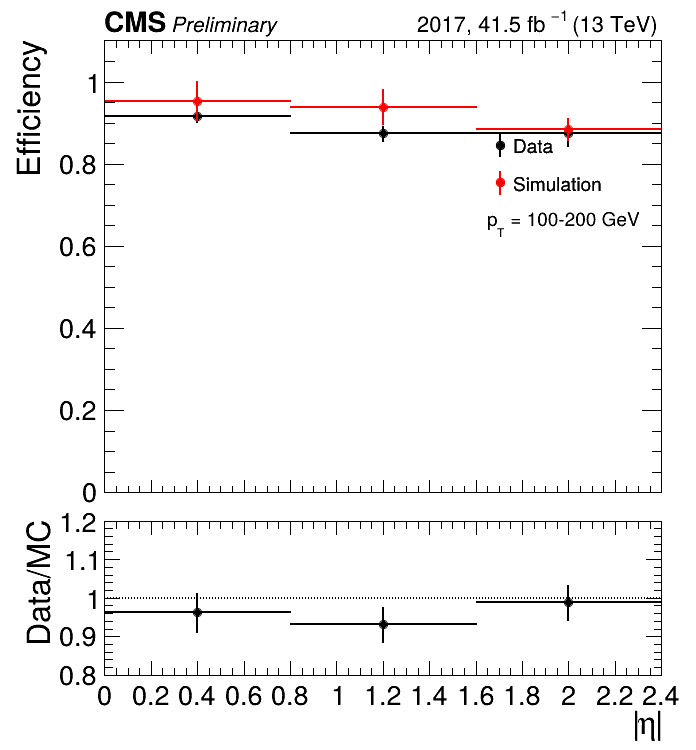 CMS Preliminary 2017, 41.5 fb⁻¹ (13 TeV)
Efficiency
1
0.8
0.6
0.4
0.2
0
Data
Simulation
p_T = 100-200 GeV
Data/MC
1.2
1.1
1
0.9
0.8
0 0.2 0.4 0.6 0.8 1 1.2 1.4 1.6 1.8 2 2.2 2.4
|η|